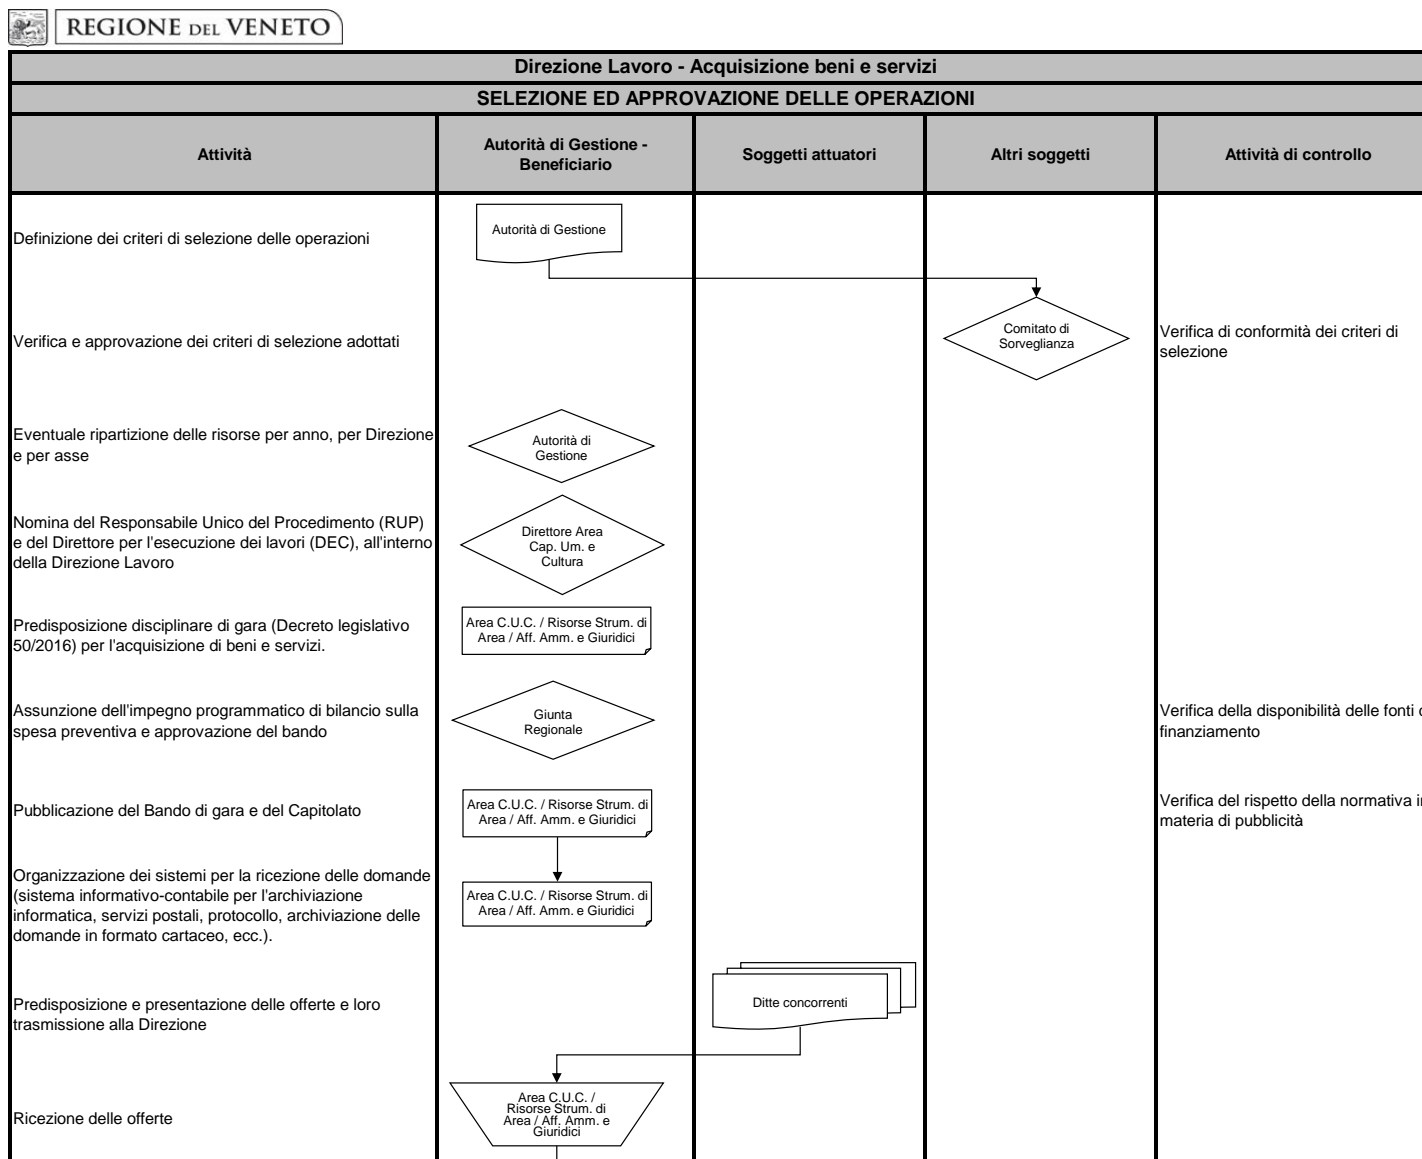 REGIONE DEL VENETO
Direzione Lavoro - Acquisizione beni e servizi
SELEZIONE ED APPROVAZIONE DELLE OPERAZIONI
Attività
Autorità di Gestione -
Beneficiario
Soggetti attuatori
Altri soggetti
Attività di controllo
Definizione dei criteri di selezione delle operazioni
Autorità di Gestione
Verifica e approvazione dei criteri di selezione adottati
Comitato di
Sorveglianza
Verifica di conformità dei criteri di
selezione
Eventuale ripartizione delle risorse per anno, per Direzione
e per asse
Autorità di
Gestione
Nomina del Responsabile Unico del Procedimento (RUP)
e del Direttore per l'esecuzione dei lavori (DEC), all'interno
della Direzione Lavoro
Direttore Area
Cap. Um. e
Cultura
Predisposizione disciplinare di gara (Decreto legislativo
50/2016) per l'acquisizione di beni e servizi.
Area C.U.C. / Risorse Strum. di
Area / Aff. Amm. e Giuridici
Assunzione dell'impegno programmatico di bilancio sulla
spesa preventiva e approvazione del bando
Giunta
Regionale
Verifica della disponibilità delle fonti
finanziamento
Pubblicazione del Bando di gara e del Capitolato
Area C.U.C. / Risorse Strum. di
Area / Aff. Amm. e Giuridici
Verifica del rispetto della normativa
materia di pubblicità
Organizzazione dei sistemi per la ricezione delle domande
(sistema informativo-contabile per l'archiviazione
informatica, servizi postali, protocollo, archiviazione delle
domande in formato cartaceo, ecc.).
Area C.U.C. / Risorse Strum. di
Area / Aff. Amm. e Giuridici
Predisposizione e presentazione delle offerte e loro
trasmissione alla Direzione
Ditte concorrenti
Ricezione delle offerte
Area C.U.C. /
Risorse Strum. di
Area / Aff. Amm. e
Giuridici